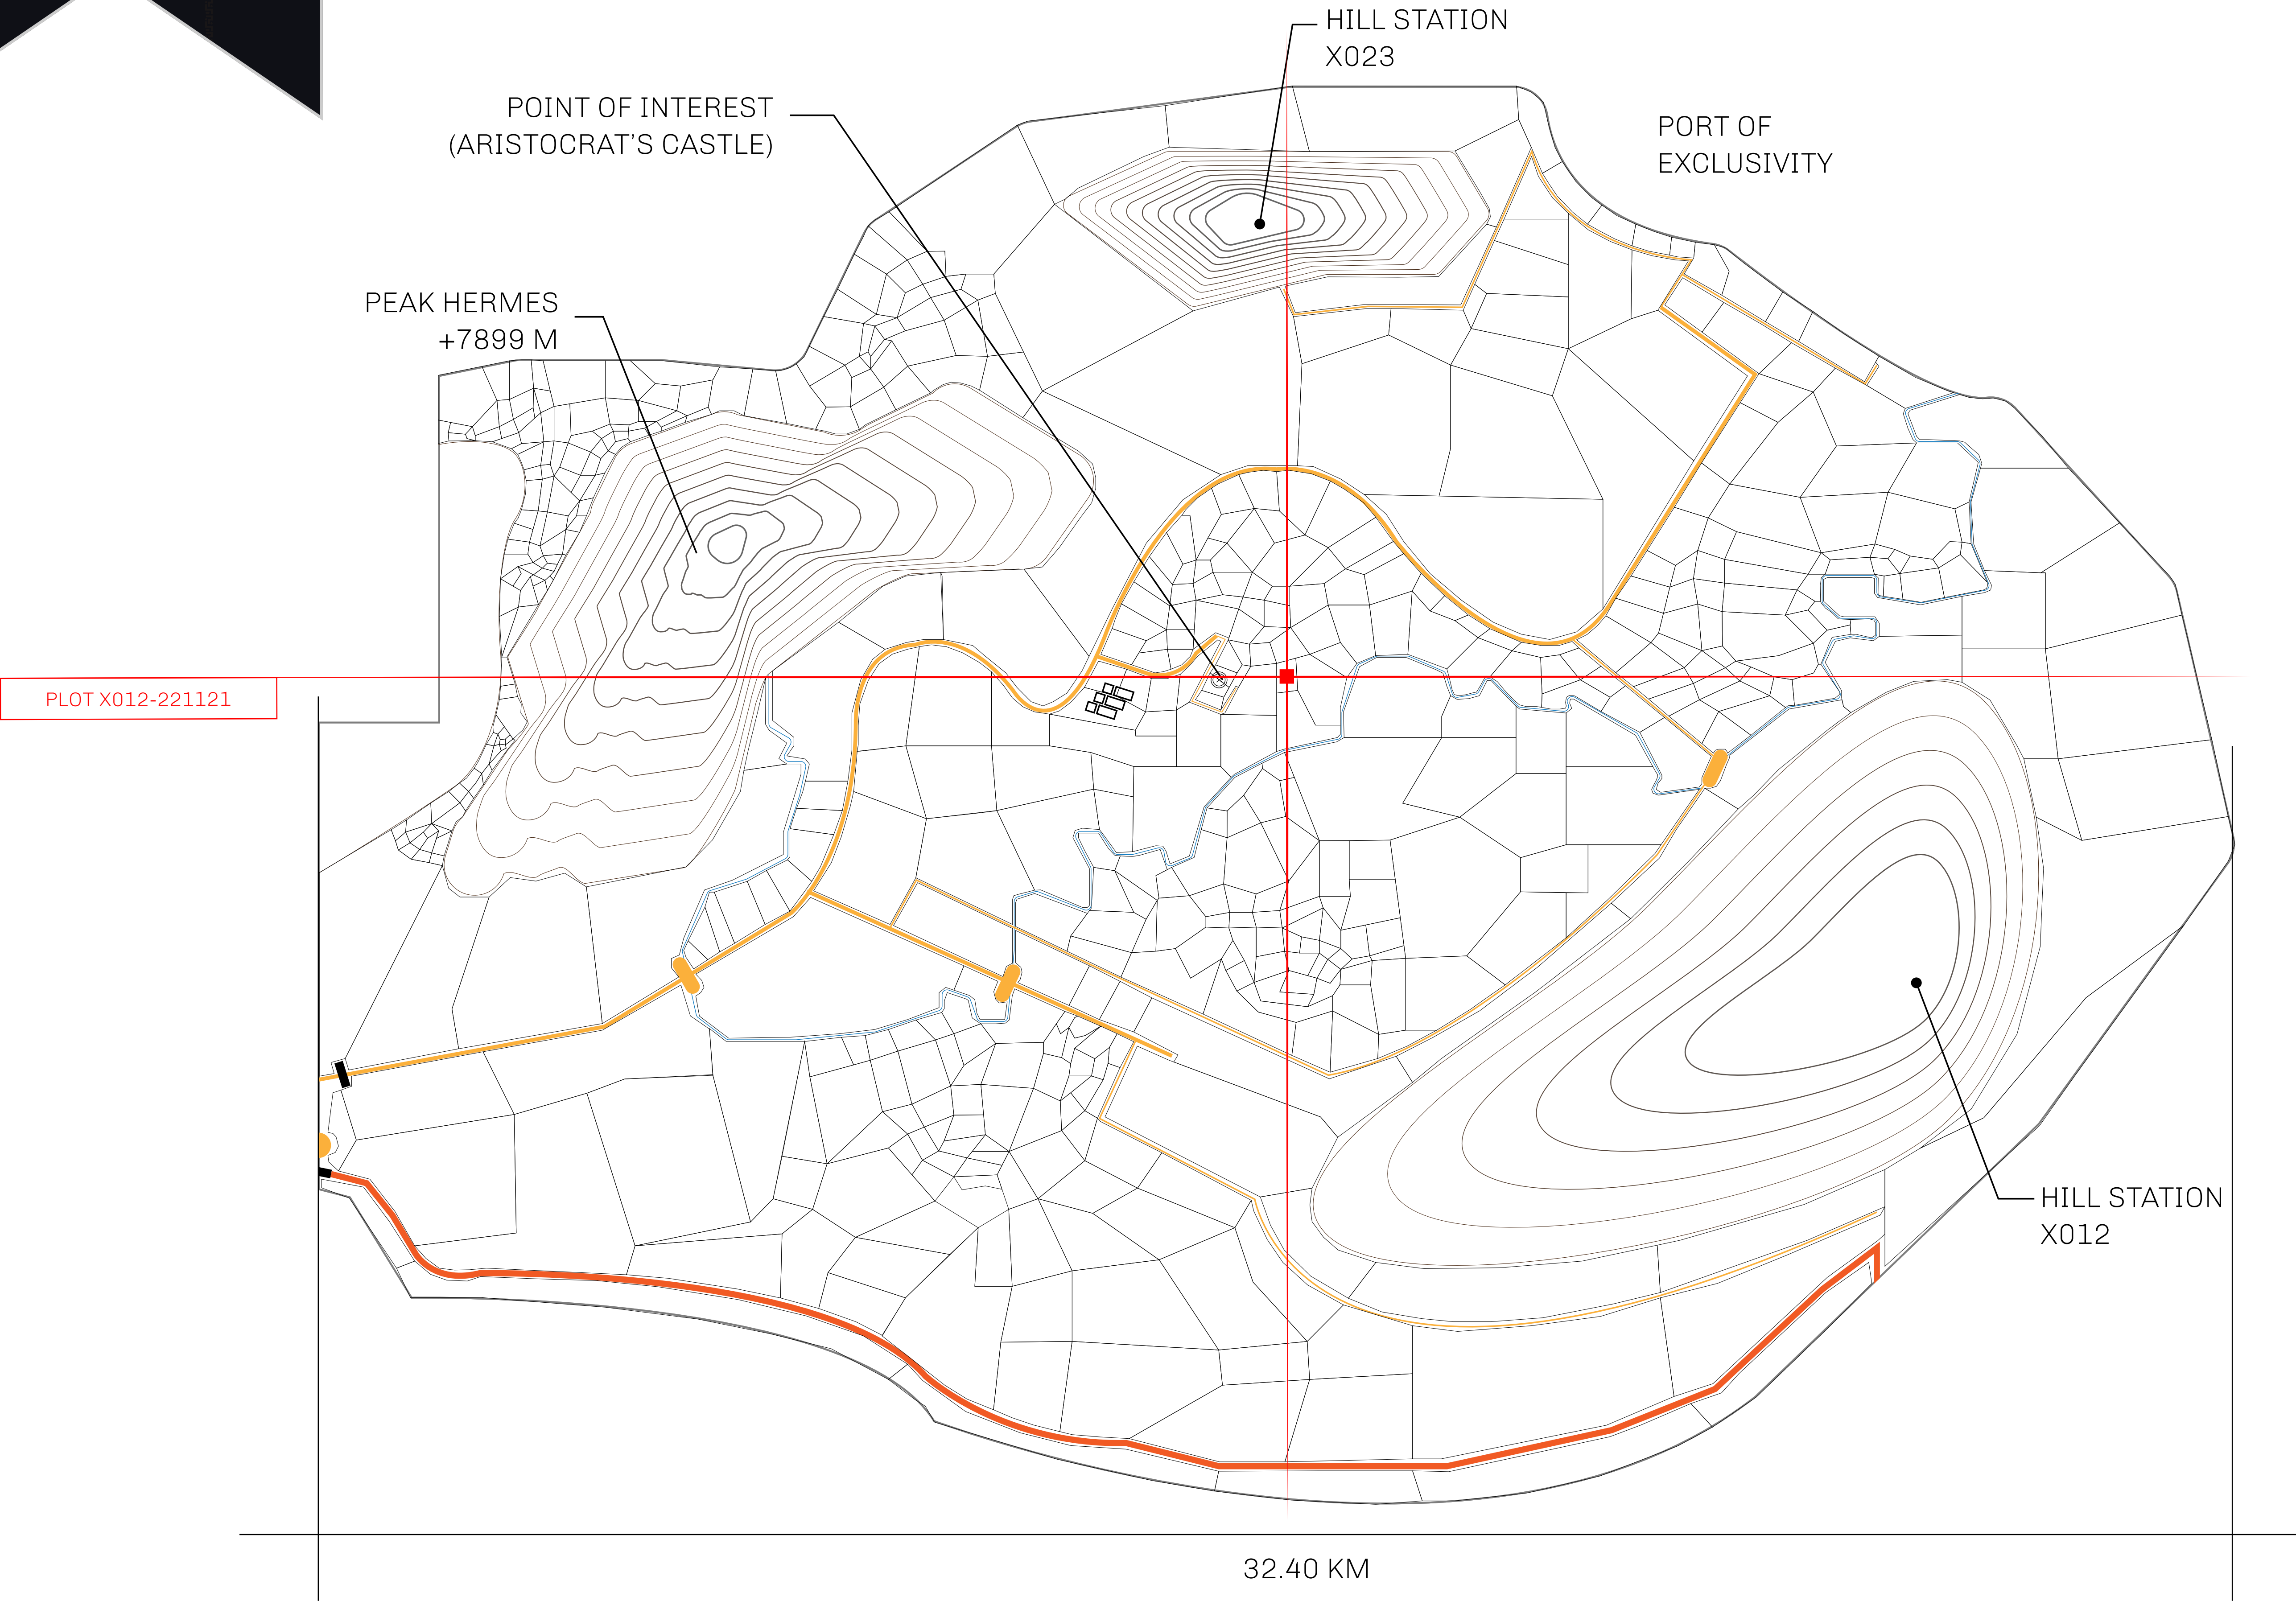 HILL STATION
X023
POINT OF INTEREST
(ARISTOCRAT'S CASTLE)
PORT OF
EXCLUSIVITY
PEAK HERMES
+7899 M
PLOT X012-221121
HILL STATION
X012
32.40 KM